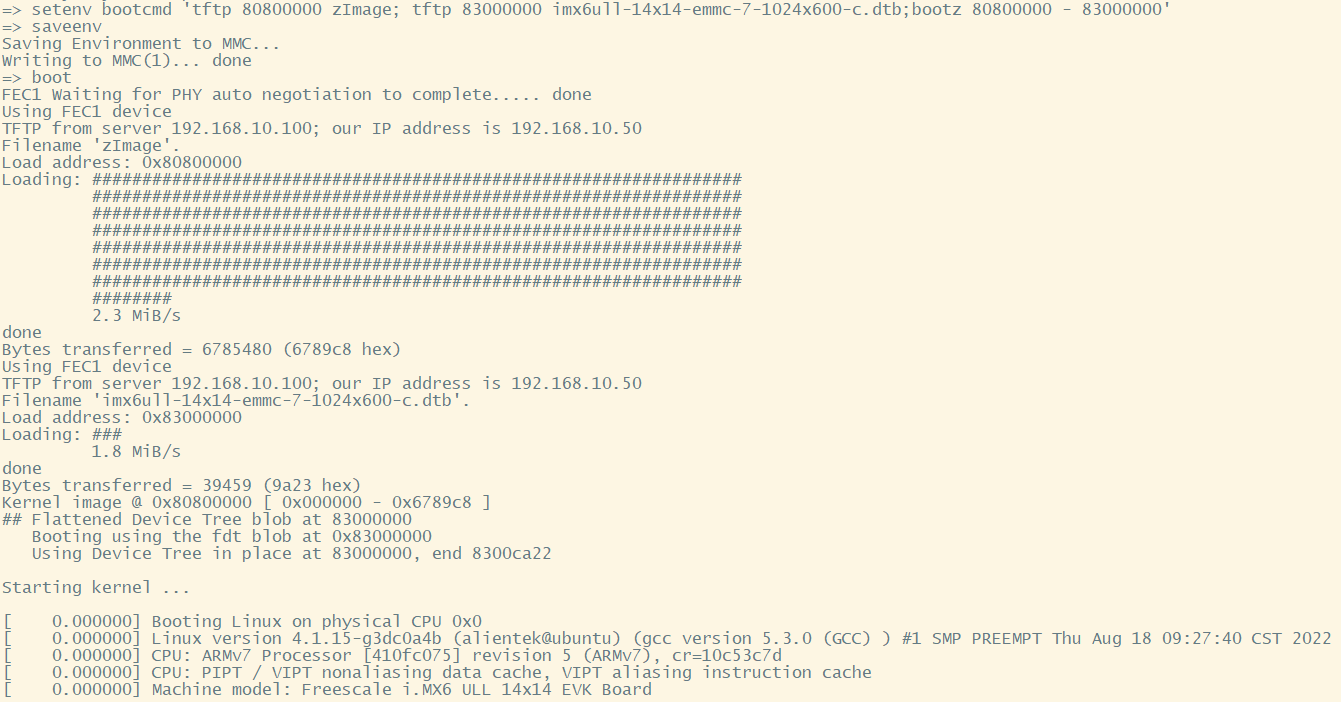 => setenv bootcmd 'tftp 80800000 zImage; tftp 83000000 imx6ull-14x14-emmc-7-1024x600-c.dtb;bootz 80800000 - 83000000'
=> saveenv
Saving Environment to MMC...
Writing to MMC(1)... done
=> boot
FEC1 Waiting for PHY auto negotiation to complete..... done
Using FEC1 device
TFTP from server 192.168.10.100; our IP address is 192.168.10.50
Filename 'zImage'.
Load address: 0x80800000
Loading: #################################################################
         #################################################################
         #################################################################
         #################################################################
         #################################################################
         #################################################################
         #################################################################
         ########
         2.3 MiB/s
done
Bytes transferred = 6785480 (6789c8 hex)
Using FEC1 device
TFTP from server 192.168.10.100; our IP address is 192.168.10.50
Filename 'imx6ull-14x14-emmc-7-1024x600-c.dtb'.
Load address: 0x83000000
Loading: ###
         1.8 MiB/s
done
Bytes transferred = 39459 (9a23 hex)
Kernel image @ 0x80800000 [ 0x000000 - 0x6789c8 ]
## Flattened Device Tree blob at 83000000
   Booting using the fdt blob at 0x83000000
   Using Device Tree in place at 83000000, end 8300ca22
Starting kernel ...
[    0.000000] Booting Linux on physical CPU 0x0
[    0.000000] Linux version 4.1.15-g3dc0a4b (alientek@ubuntu) (gcc version 5.3.0 (GCC) ) #1 SMP PREEMPT Thu Aug 18 09:27:40 CST 2022
[    0.000000] CPU: ARMv7 Processor [410fc075] revision 5 (ARMv7), cr=10c53c7d
[    0.000000] CPU: PIPT / VIPT nonaliasing data cache, VIPT aliasing instruction cache
[    0.000000] Machine model: Freescale i.MX6 ULL 14x14 EVK Board